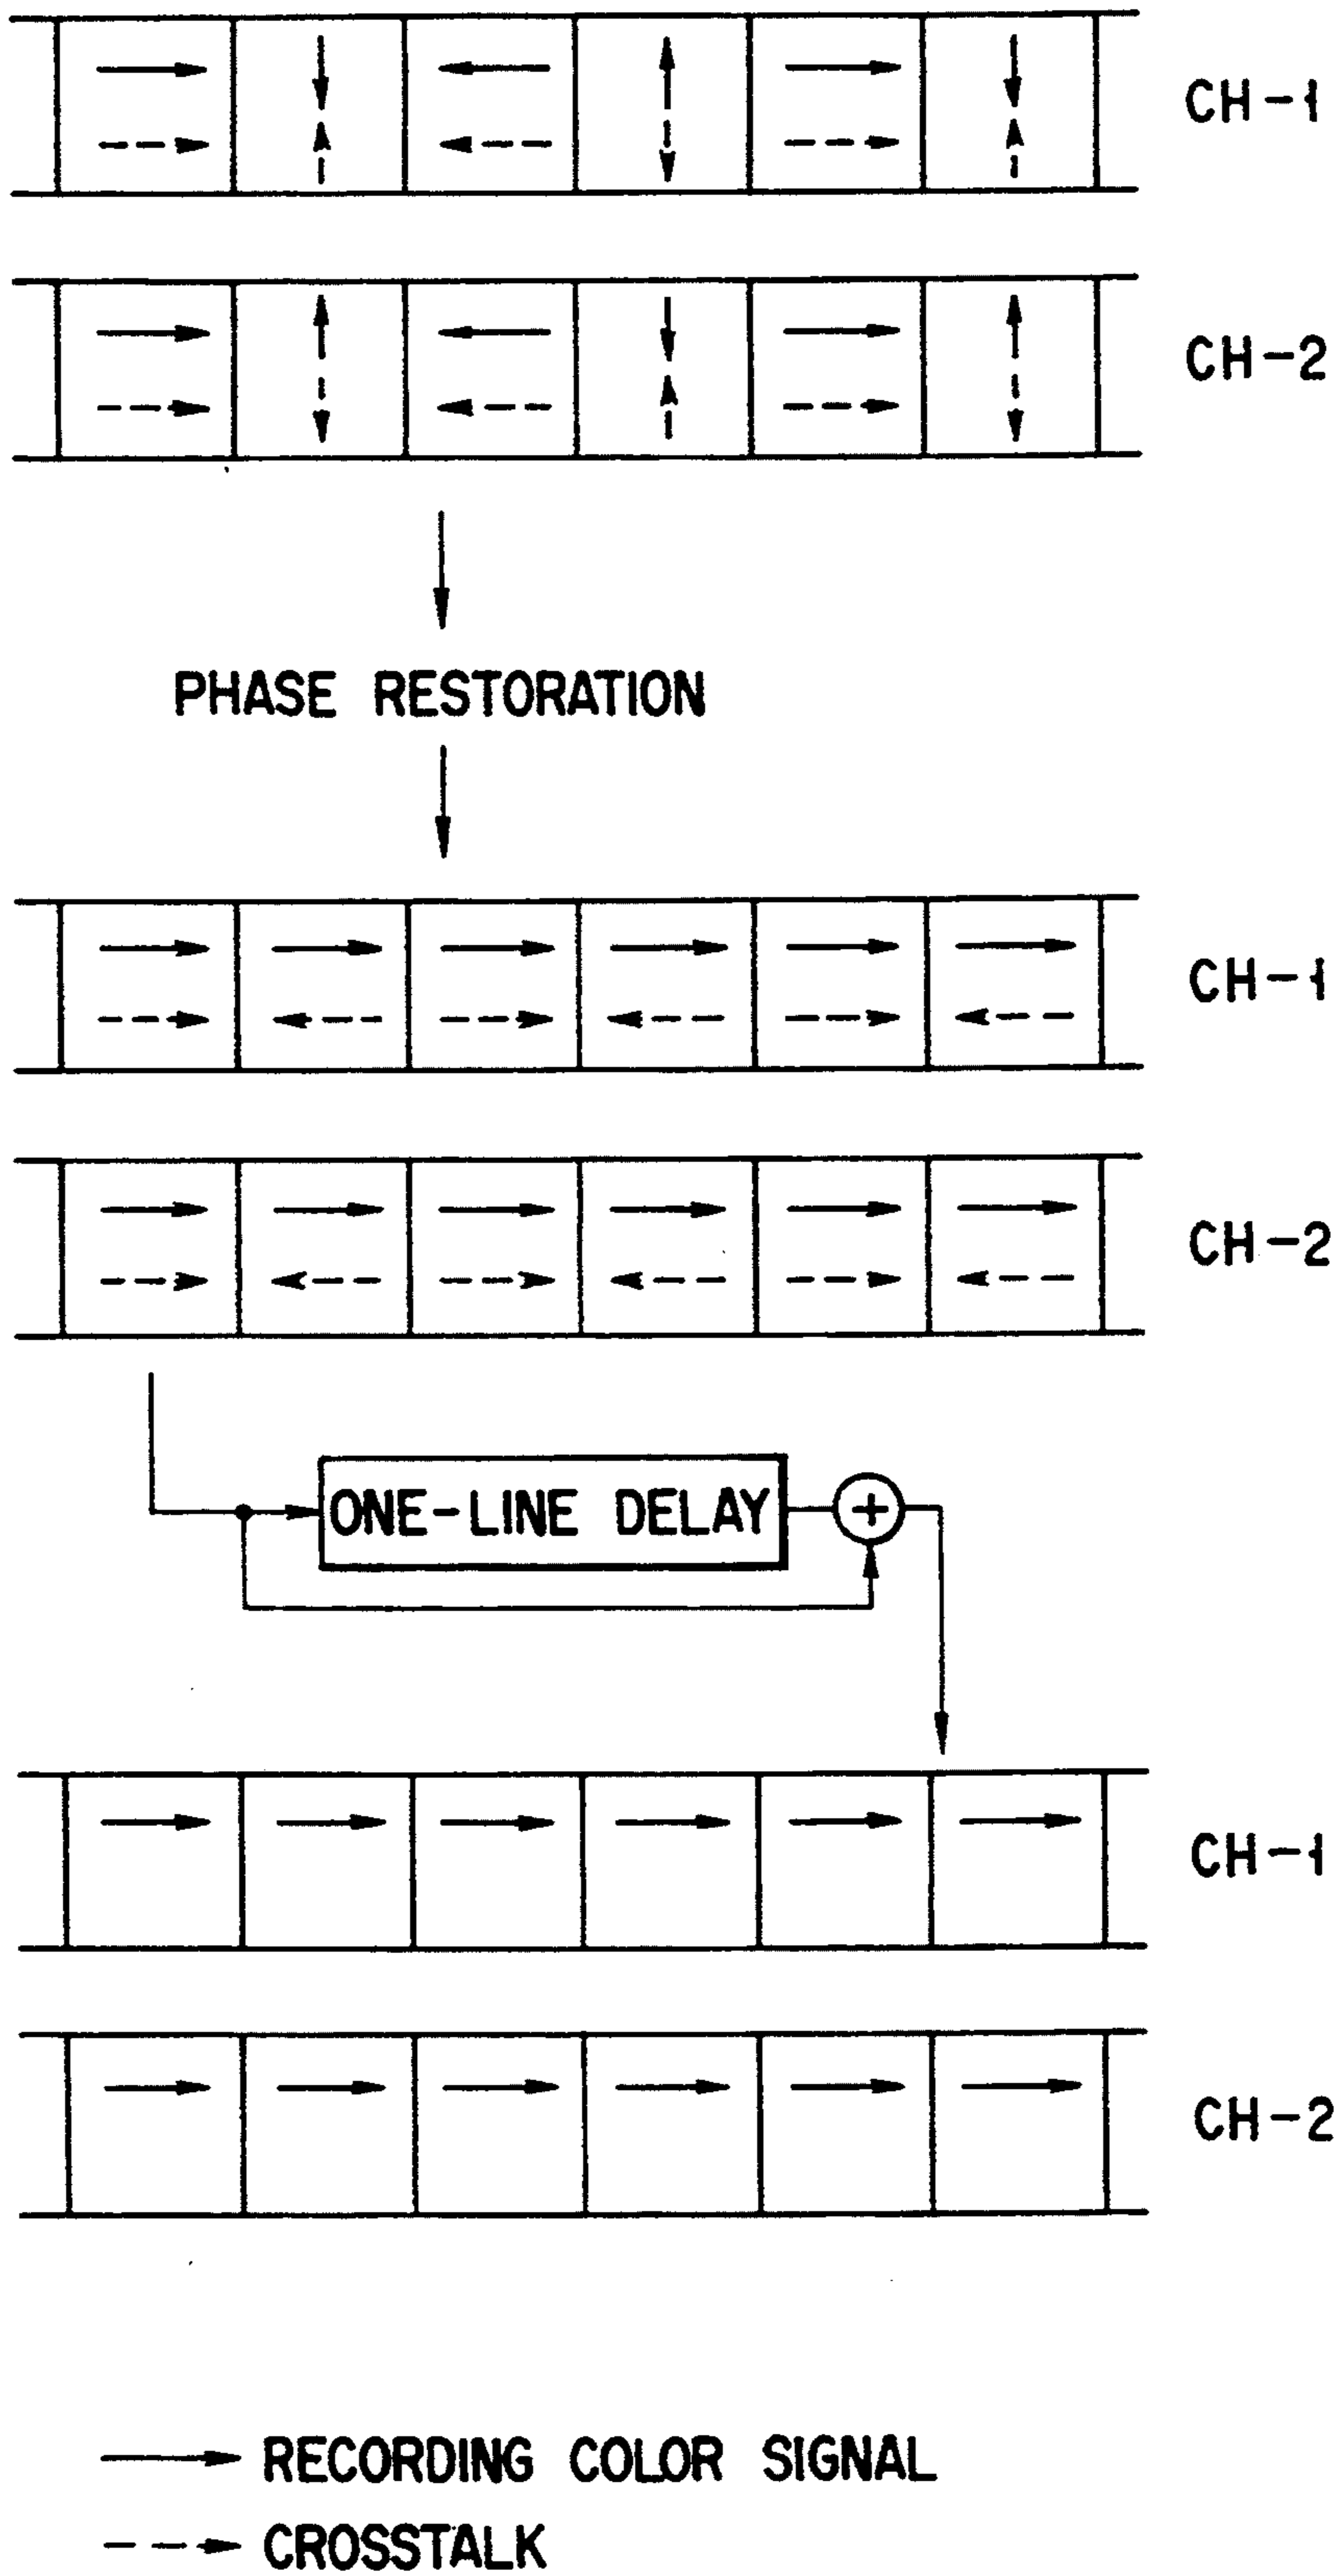 CH-1
CH-2
PHASE RESTORATION
CH-1
CH-2
ONE-LINE DELAY
+
CH-1
CH-2
RECORDING COLOR SIGNAL
CROSSTALK